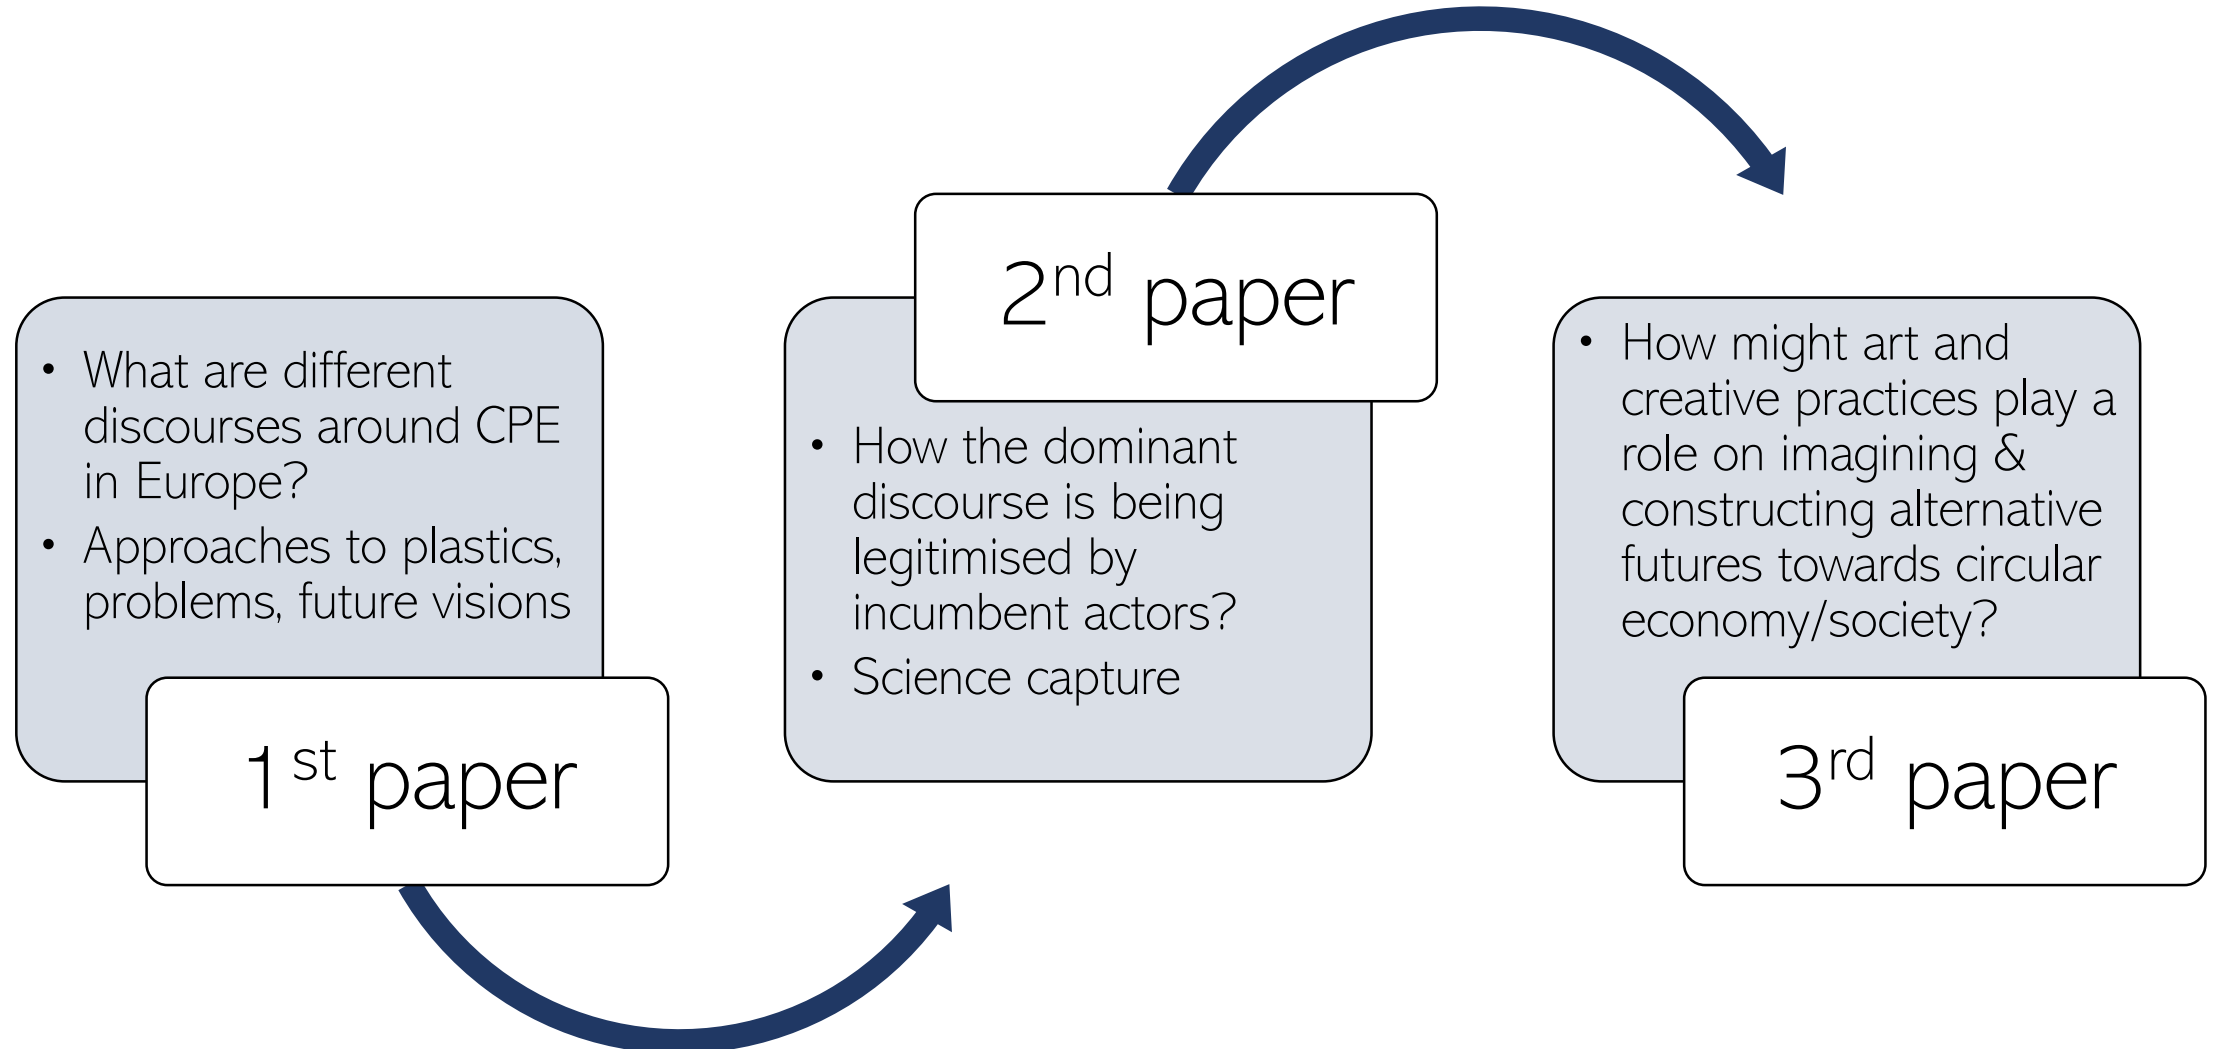 • What are different
discourses around CPE
in Europe?
• Approaches to plastics,
problems, future visions
1st paper
2nd paper
• How the dominant
discourse is being
legitimised by
incumbent actors?
• Science capture
• How might art and
creative practices play a
role on imagining &
constructing alternative
futures towards circular
economy/society?
3rd paper